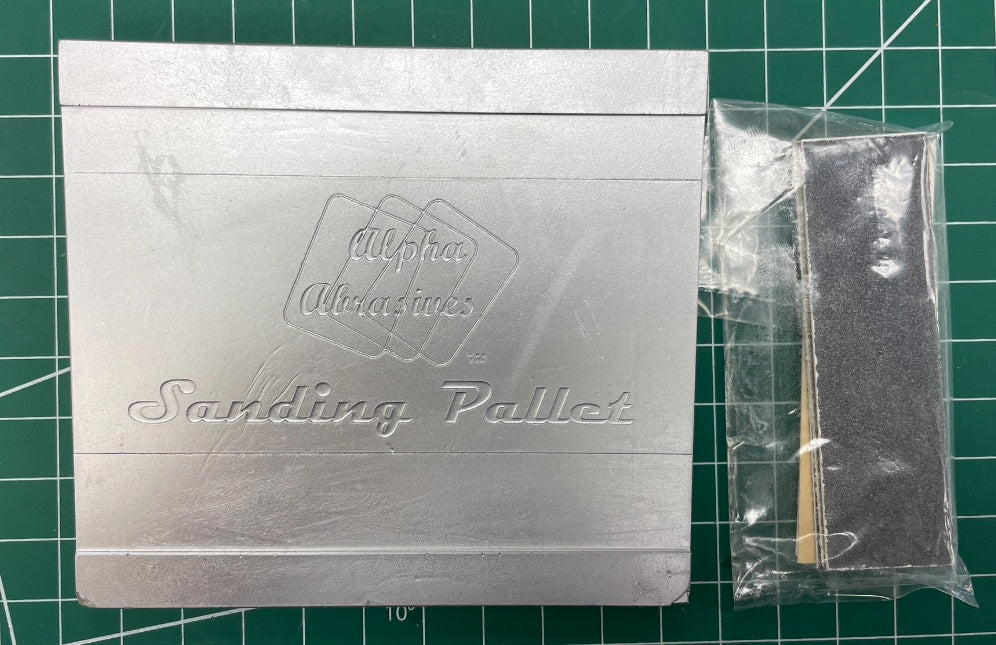 Alpha
Abrasives
™
Sanding Pallet
10°